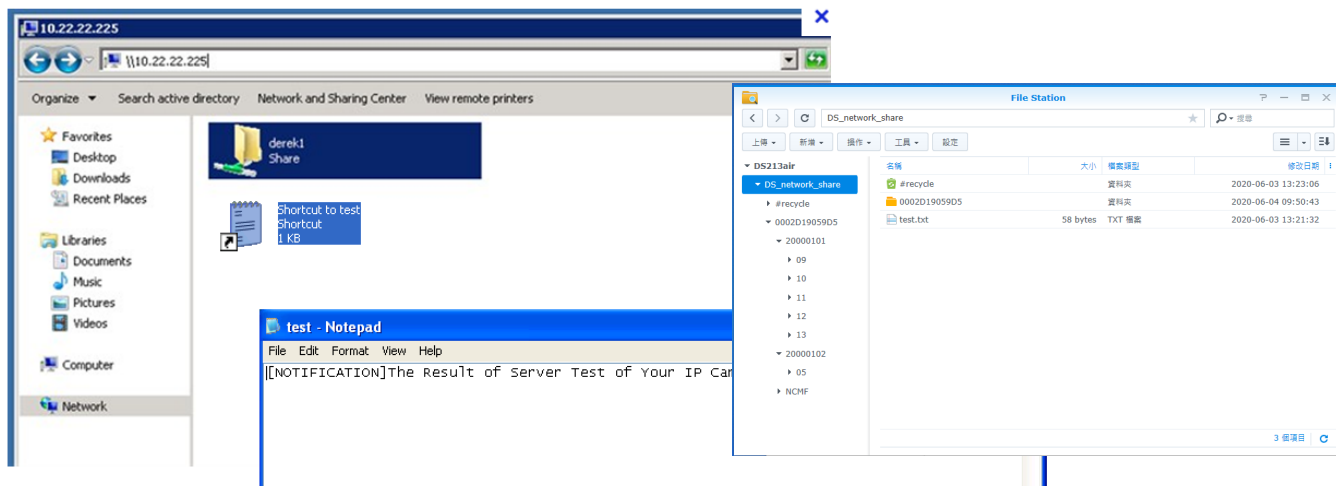 10.22.22.225
\\10.22.22.225
Organize Search active directory Network and Sharing Center View remote printers
Favorites
Desktop
Downloads
Recent Places
Libraries
Documents
Music
Pictures
Videos
Computer
Network
derek1
Share
Shortcut to test
Shortcut
1 KB
test - Notepad
File Edit Format View Help
[NOTIFICATION]The Result of Server Test of Your IP Cam
File Station
DS_network_share
搜尋
上傳 新增 操作 工具 設定
DS213air
DS_network_share
#recycle
0002D19059D5
20000101
09
10
11
12
13
20000102
05
NCMF
名稱 大小 檔案類型 修改日期
#recycle 資料夾 2020-06-03 13:23:06
0002D19059D5 資料夾 2020-06-04 09:50:43
test.txt 58 bytes TXT 檔案 2020-06-03 13:21:32
3 個項目